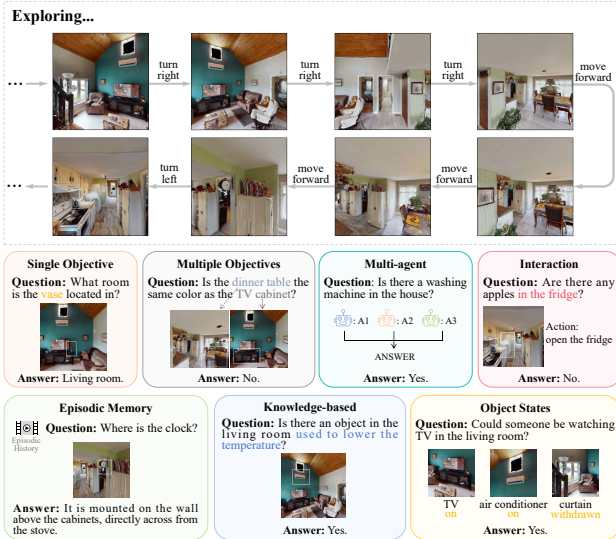 Exploring...
turn right
turn right
turn right
move forward
turn left
move forward
move forward
Single Objective
Question: What room
is the vase located in?
Answer: Living room.
Multiple Objectives
Question: Is the dinner table
the same color as the TV cabinet?
Answer: No.
Multi-agent
Question: Is there a washing
machine in the house?
: A1
: A2
: A3
ANSWER
Answer: Yes.
Interaction
Question: Are there any
apples in the fridge?
Action:
open the fridge
Answer: No.
Episodic Memory
Episodic
History
Question: Where is the clock?
Answer: It is mounted on the wall
above the cabinets, directly across from
the stove.
Knowledge-based
Question: Is there an object in the
living room used to lower the
temperature?
Answer: Yes.
Object States
Question: Could someone be watching
TV in the living room?
TV
on
air conditioner
on
curtain
withdrawn
Answer: Yes.